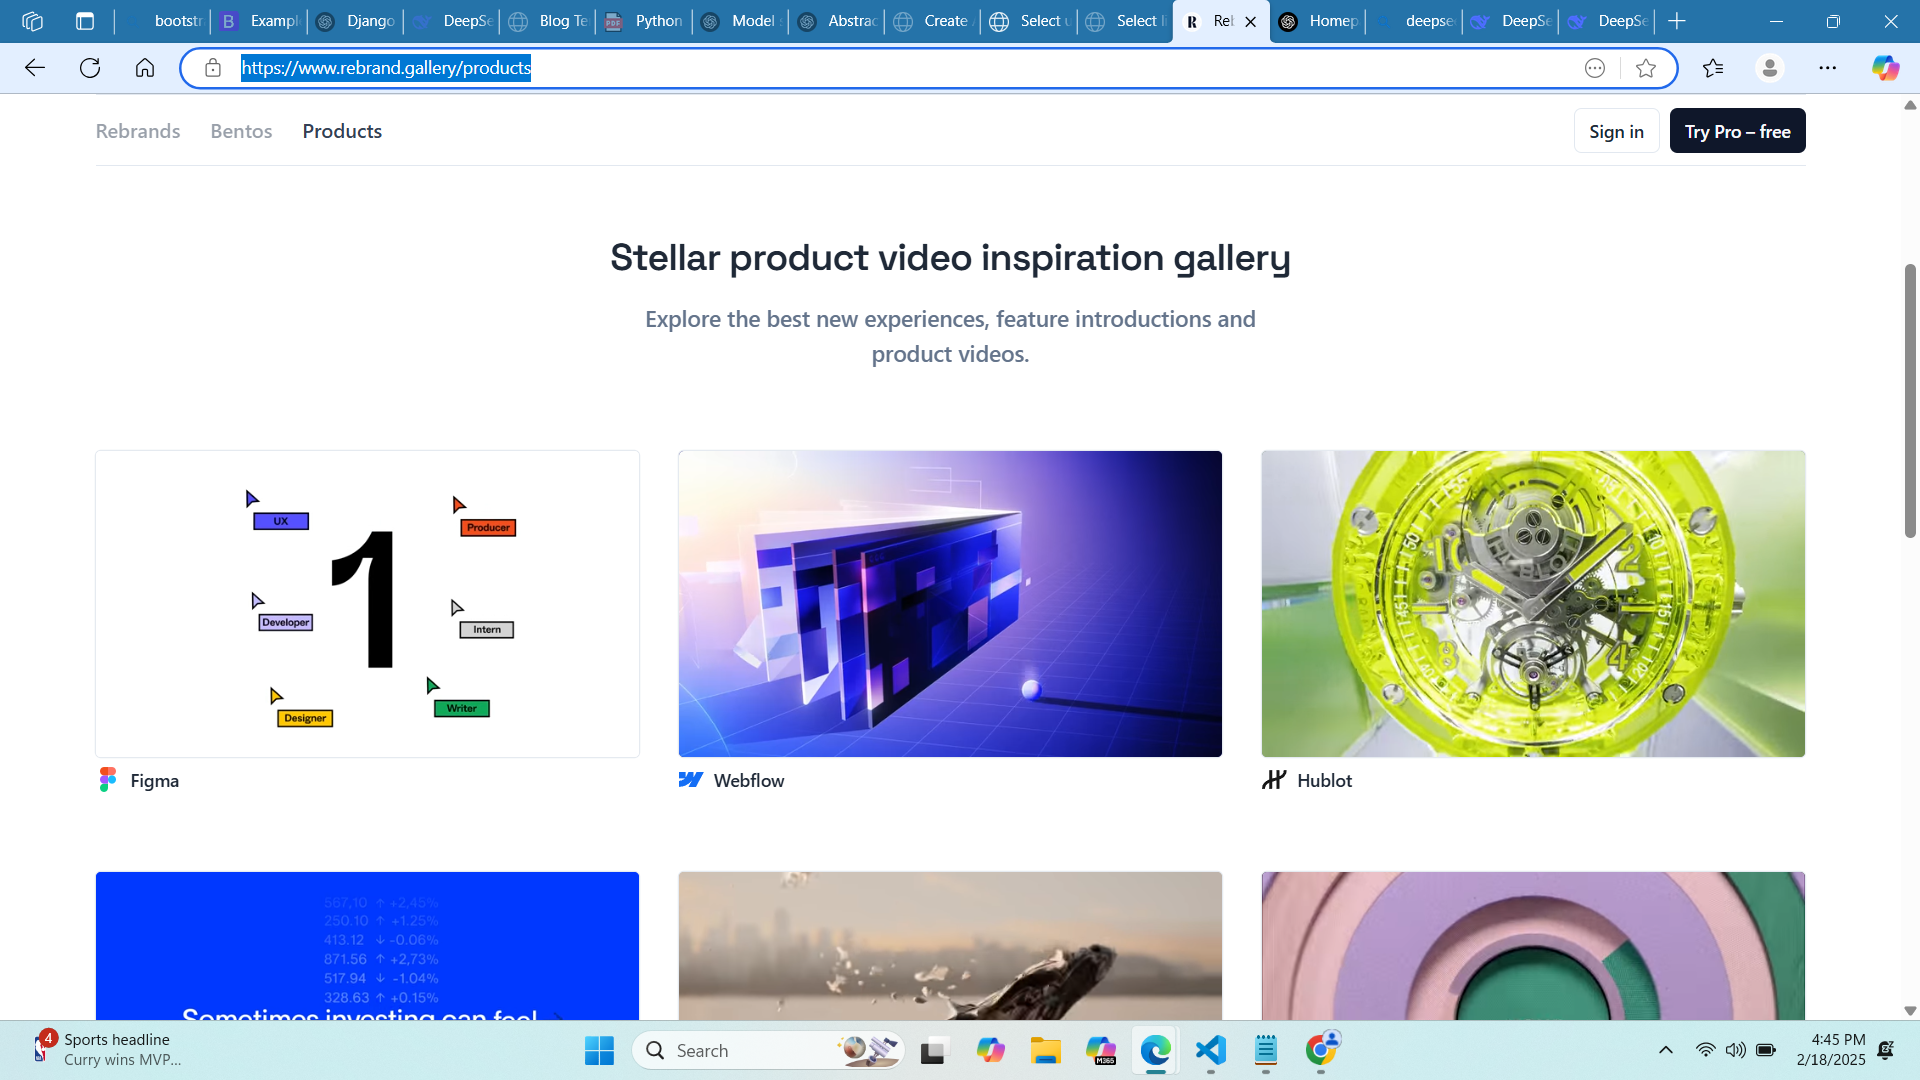 bootst
Exampl
Django
DeepSe
Blog Te
Python
Model
Abstrac
Create
Select u
Select li
Reb
Homep
deepse
DeepSe
DeepSe
https://www.rebrand.gallery/products
Rebrands
Bentos
Products
Sign in
Try Pro – free
Stellar product video inspiration gallery
Explore the best new experiences, feature introductions and
product videos.
UX
Producer
1
Developer
Intern
Designer
Writer
Figma
Webflow
Hublot
567,10 ↑ +2,45%
250.10 ↑ +1.25%
413.12 ↓ -0.06%
871.56 ↑ +2,73%
517.94 ↓ -1.04%
328.63 ↑ +0.15%
Sometimes investing can feel
4
Sports headline
Curry wins MVP...
Search
M365
4:45 PM
2/18/2025